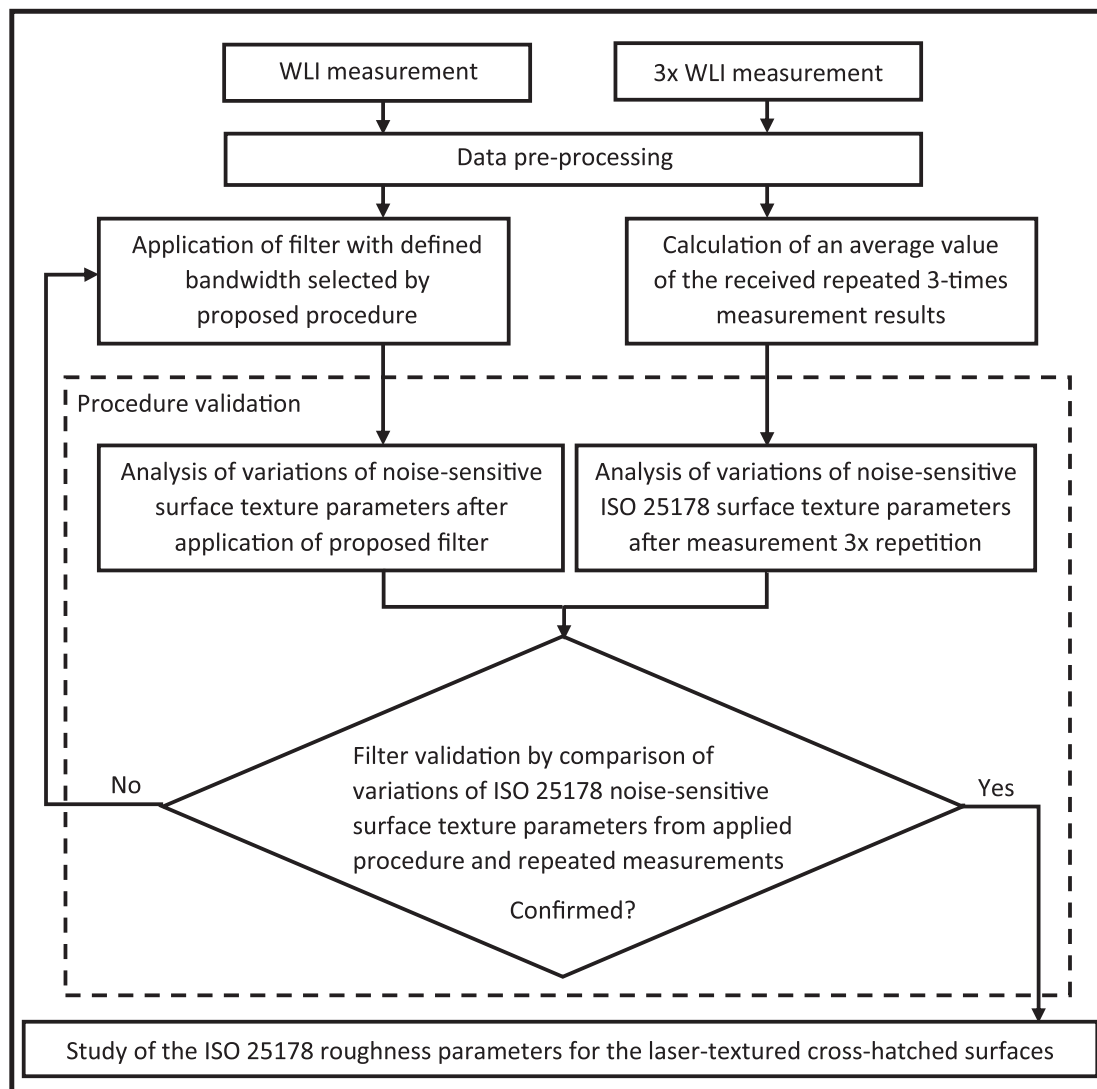 WLI measurement
3x WLI measurement
Data pre-processing
Application of filter with defined
bandwidth selected by
proposed procedure
Calculation of an average value
of the received repeated 3-times
measurement results
Procedure validation
Analysis of variations of noise-sensitive
surface texture parameters after
application of proposed filter
Analysis of variations of noise-sensitive
ISO 25178 surface texture parameters
after measurement 3x repetition
Filter validation by comparison of
variations of ISO 25178 noise-sensitive
surface texture parameters from applied
procedure and repeated measurements
Confirmed?
No
Yes
Study of the ISO 25178 roughness parameters for the laser-textured cross-hatched surfaces